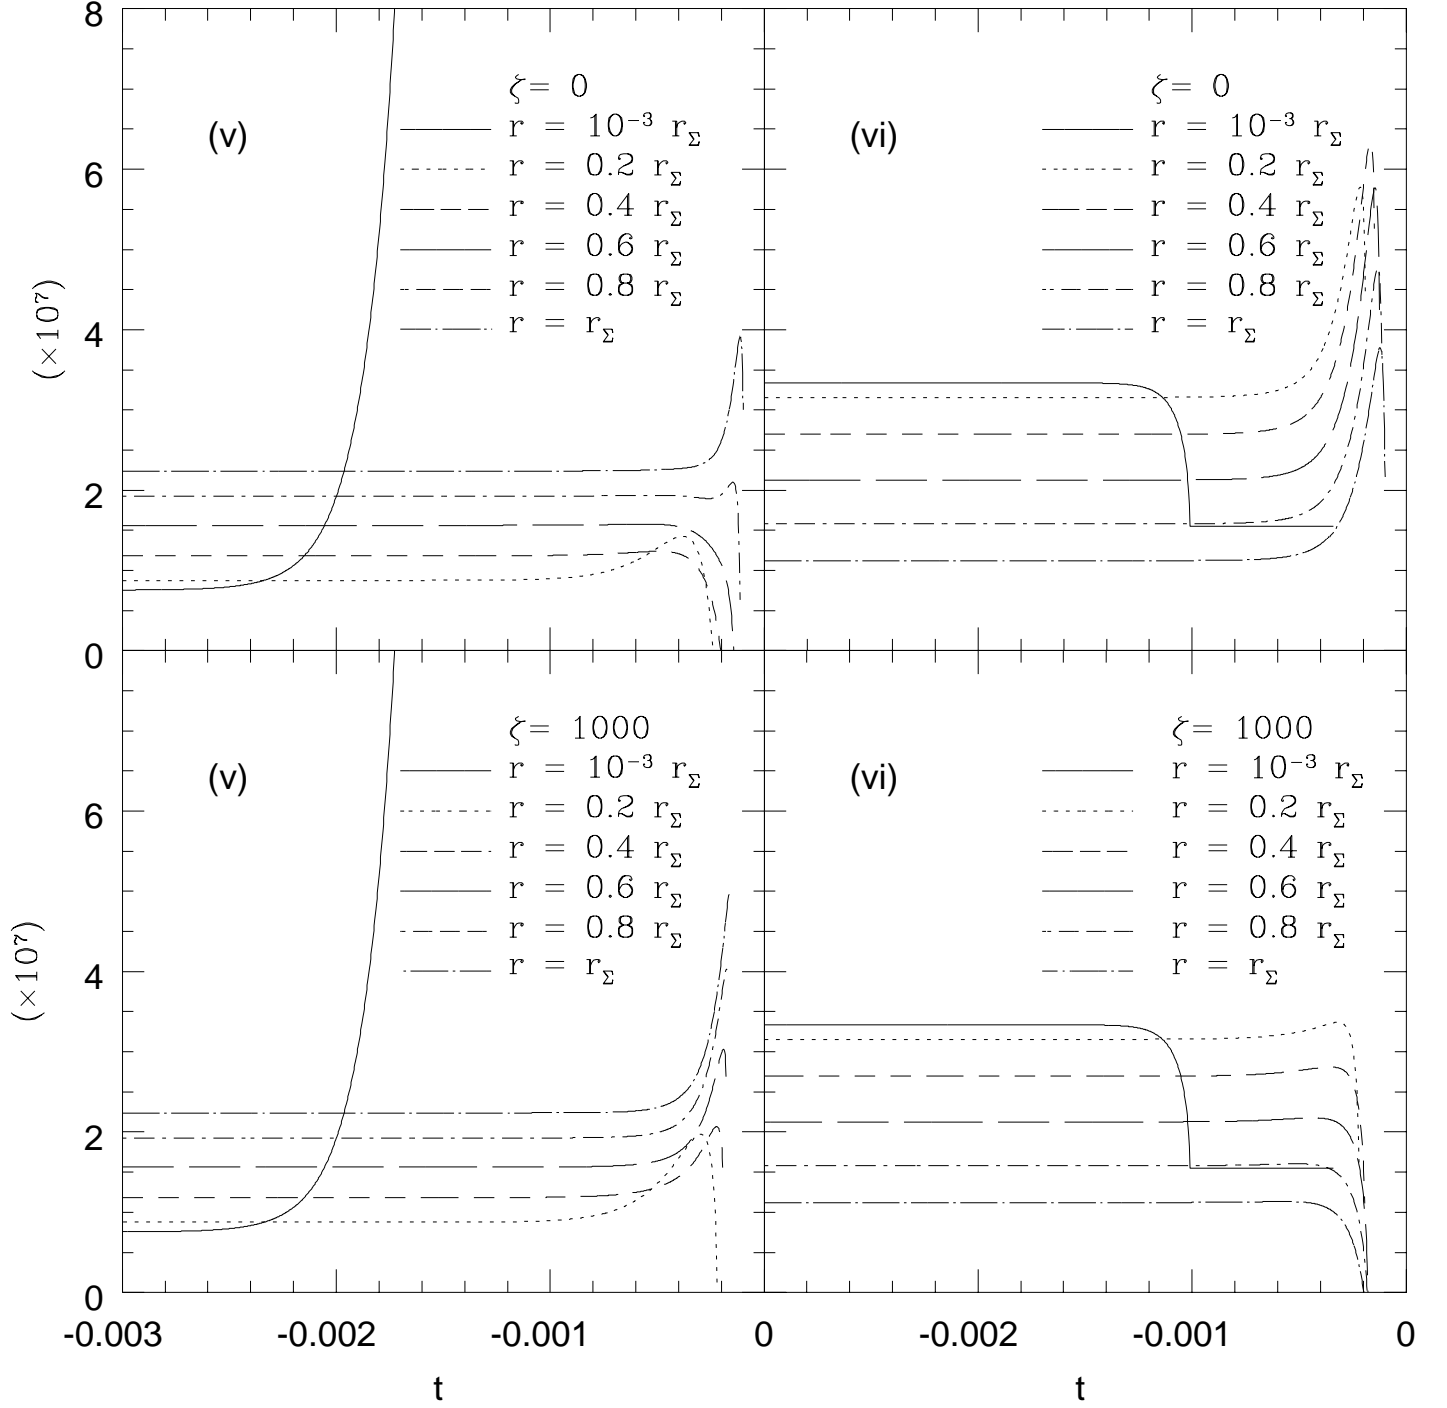 8
6
4
2
0
(×10⁷)
(v)
ζ= 0
r = 10⁻³ r_Σ
r = 0.2 r_Σ
r = 0.4 r_Σ
r = 0.6 r_Σ
r = 0.8 r_Σ
r = r_Σ
(vi)
ζ= 0
r = 10⁻³ r_Σ
r = 0.2 r_Σ
r = 0.4 r_Σ
r = 0.6 r_Σ
r = 0.8 r_Σ
r = r_Σ
6
4
2
0
(×10⁷)
(v)
ζ= 1000
r = 10⁻³ r_Σ
r = 0.2 r_Σ
r = 0.4 r_Σ
r = 0.6 r_Σ
r = 0.8 r_Σ
r = r_Σ
(vi)
ζ= 1000
r = 10⁻³ r_Σ
r = 0.2 r_Σ
r = 0.4 r_Σ
r = 0.6 r_Σ
r = 0.8 r_Σ
r = r_Σ
-0.003 -0.002 -0.001 0 -0.002 -0.001 0
t t